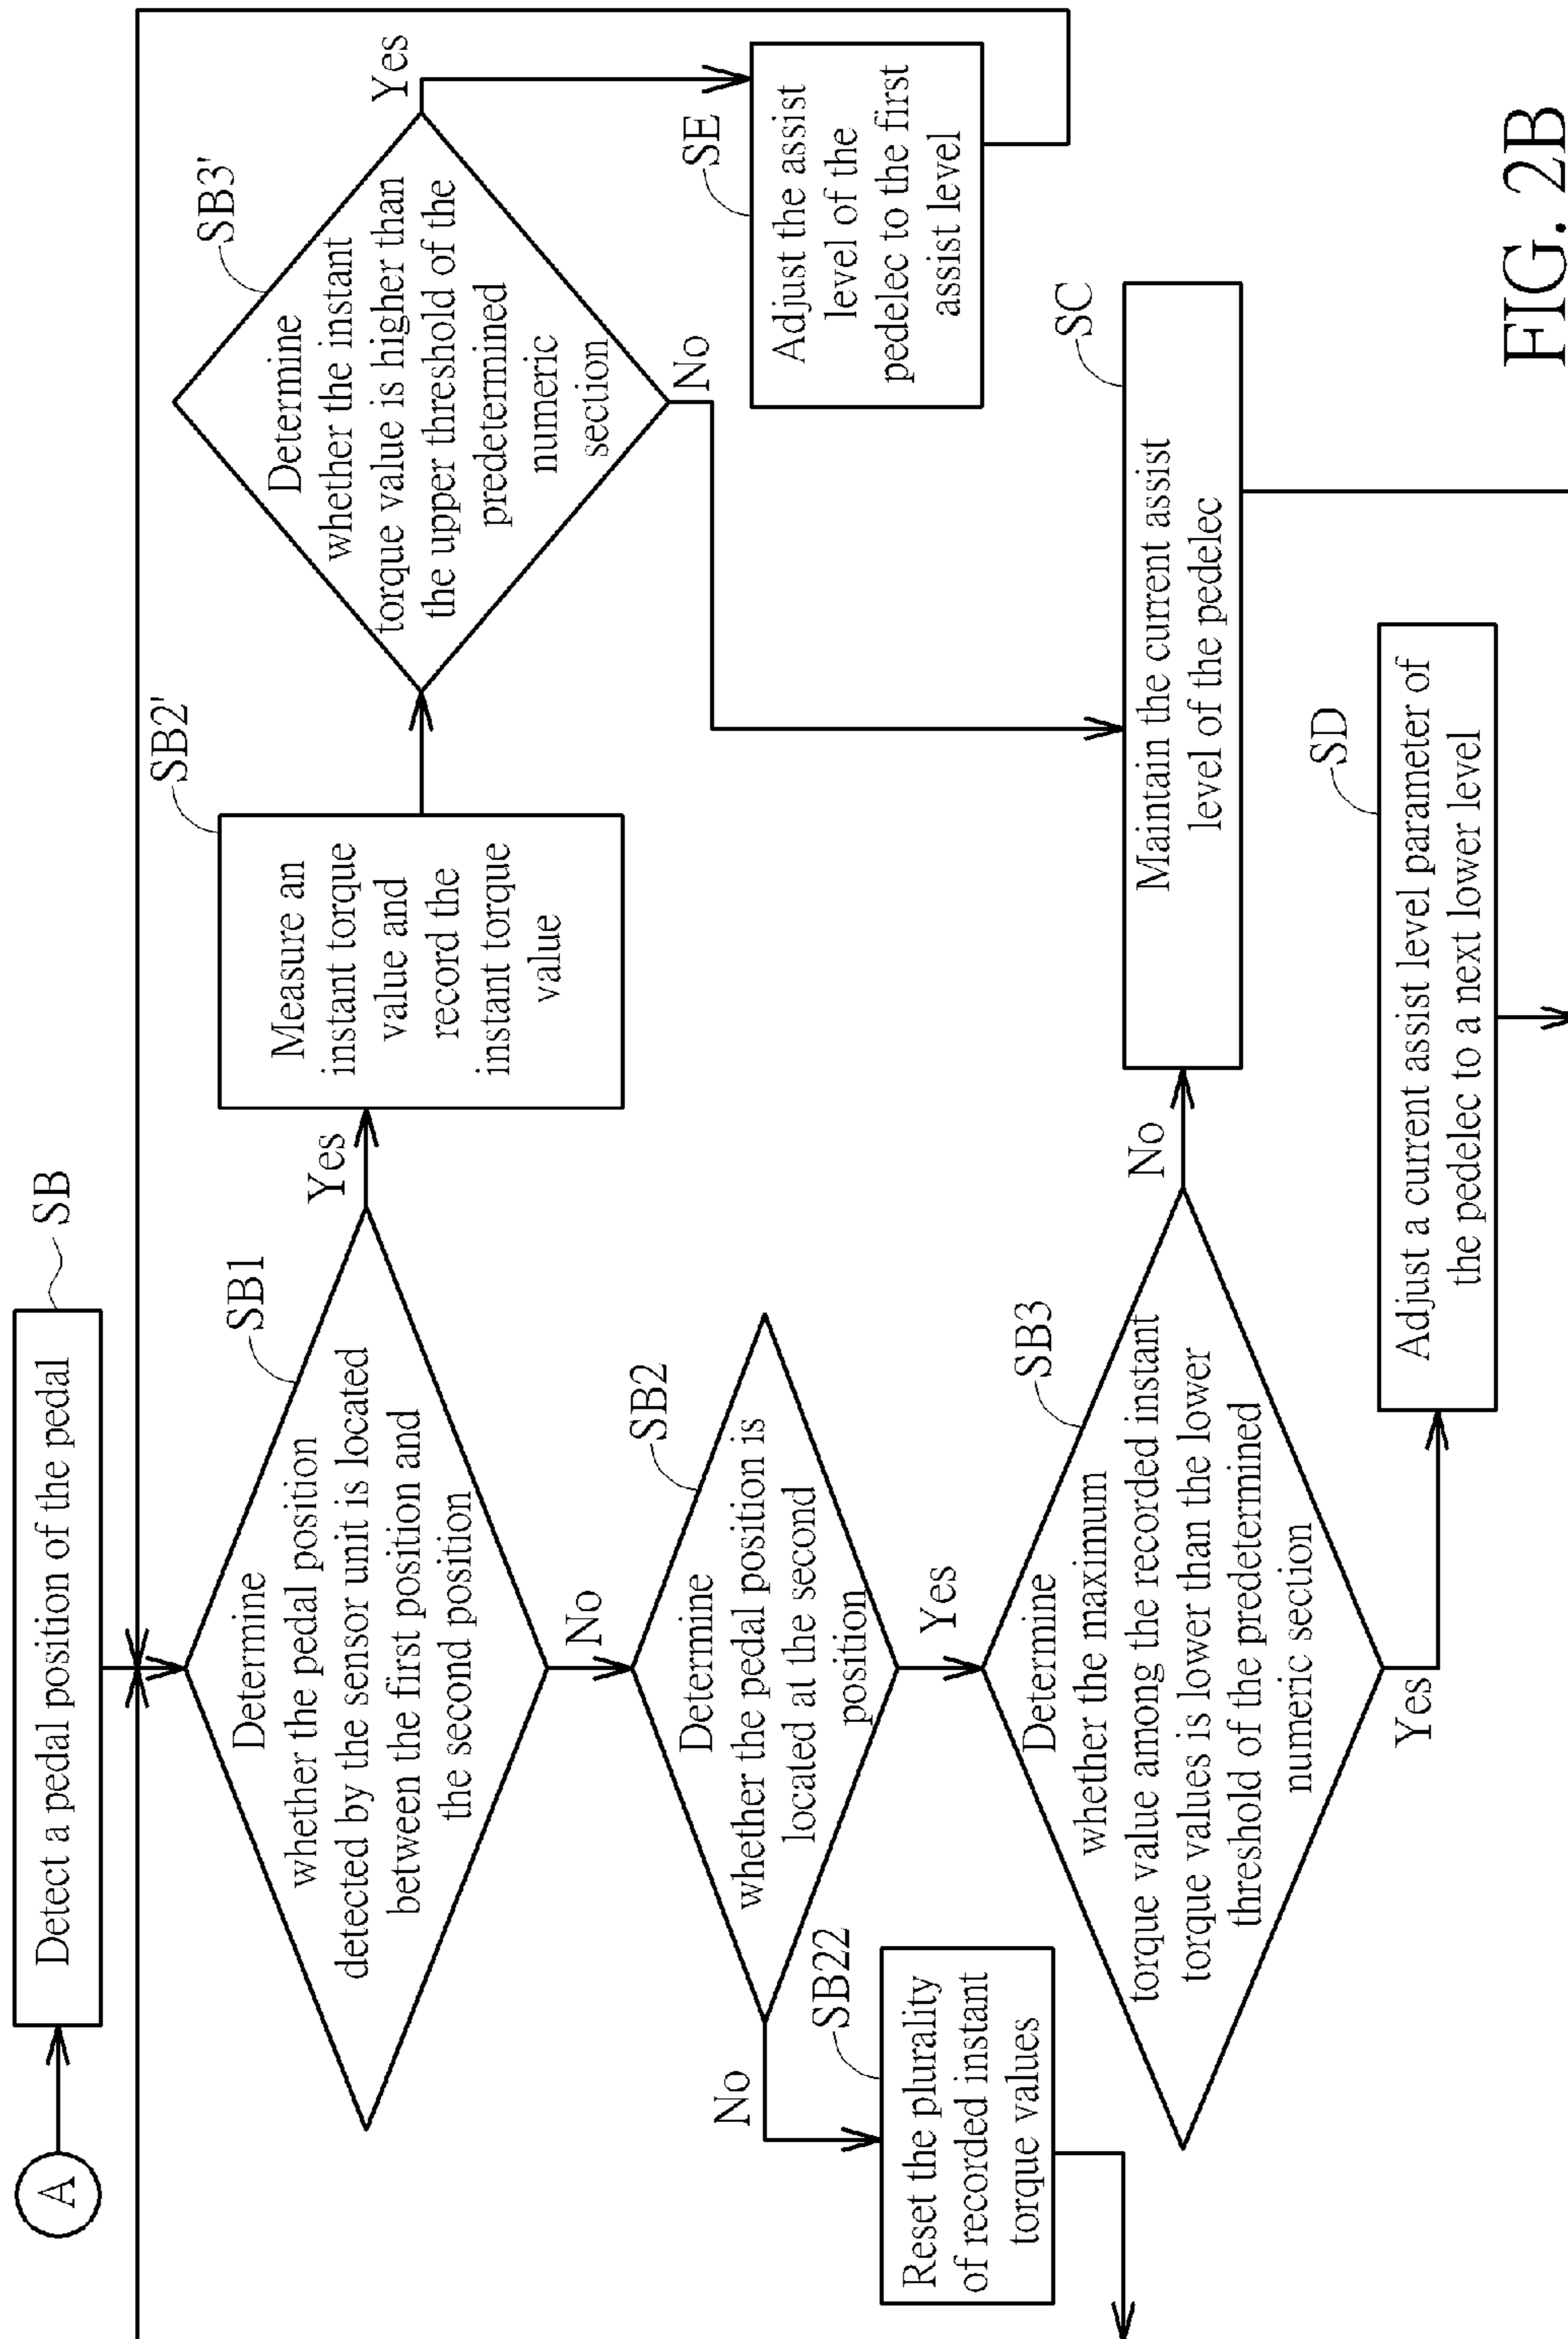 A
Detect a pedal position of the pedal
SB
Determine
whether the pedal position
detected by the sensor unit is located
between the first position and
the second position
SB1
Yes
No
Measure an
instant torque
value and
record the
instant torque
value
SB2'
Determine
whether the instant
torque value is higher than
the upper threshold of the
predetermined
numeric
section
SB3'
Yes
No
Adjust the assist
level of the
pedelec to the first
assist level
SE
Determine
whether the pedal position is
located at the second
position
SB2
No
Yes
Reset the plurality
of recorded instant
torque values
SB22
Determine
whether the maximum
torque value among the recorded instant
torque values is lower than the lower
threshold of the predetermined
numeric section
SB3
No
Yes
Maintain the current assist
level of the pedelec
SC
Adjust a current assist level parameter of
the pedelec to a next lower level
SD
FIG. 2B